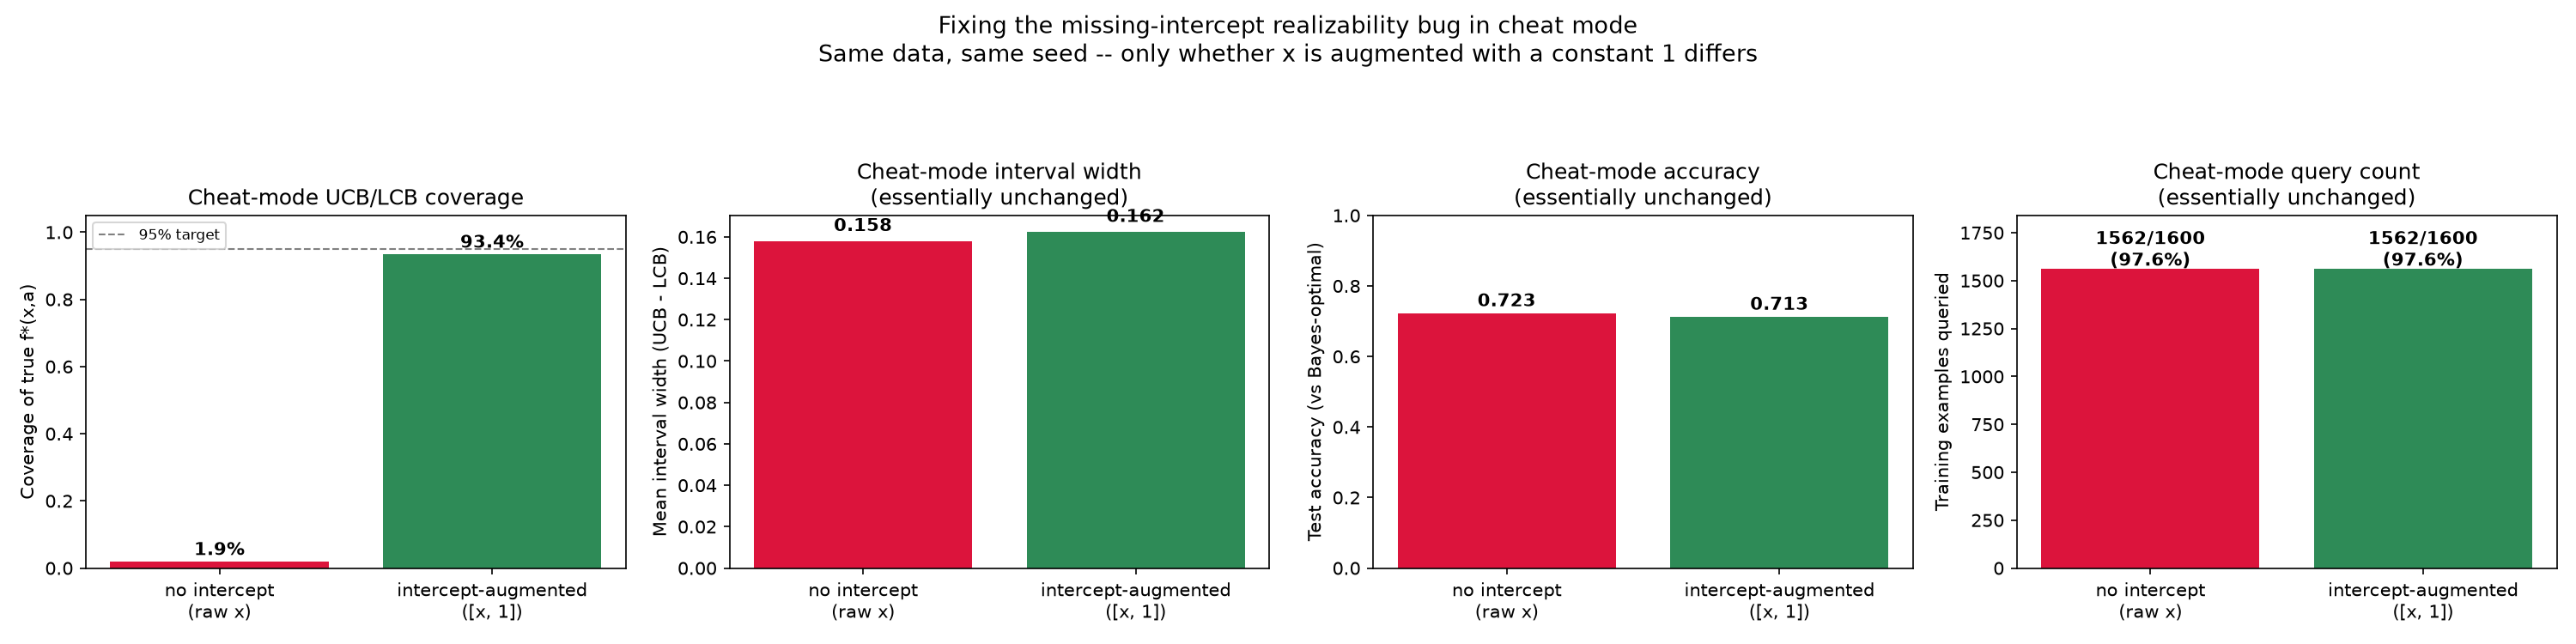 Fixing the missing-intercept realizability bug in cheat mode
Same data, same seed -- only whether x is augmented with a constant 1 differs
Cheat-mode UCB/LCB coverage
Coverage of true f*(x,a)
1.0
0.8
0.6
0.4
0.2
0.0
95% target
1.9%
93.4%
no intercept
(raw x)
intercept-augmented
([x, 1])
Cheat-mode interval width
(essentially unchanged)
Mean interval width (UCB - LCB)
0.16
0.14
0.12
0.10
0.08
0.06
0.04
0.02
0.00
0.158
0.162
no intercept
(raw x)
intercept-augmented
([x, 1])
Cheat-mode accuracy
(essentially unchanged)
Test accuracy (vs Bayes-optimal)
1.0
0.8
0.6
0.4
0.2
0.0
0.723
0.713
no intercept
(raw x)
intercept-augmented
([x, 1])
Cheat-mode query count
(essentially unchanged)
Training examples queried
1750
1500
1250
1000
750
500
250
0
1562/1600
(97.6%)
1562/1600
(97.6%)
no intercept
(raw x)
intercept-augmented
([x, 1])